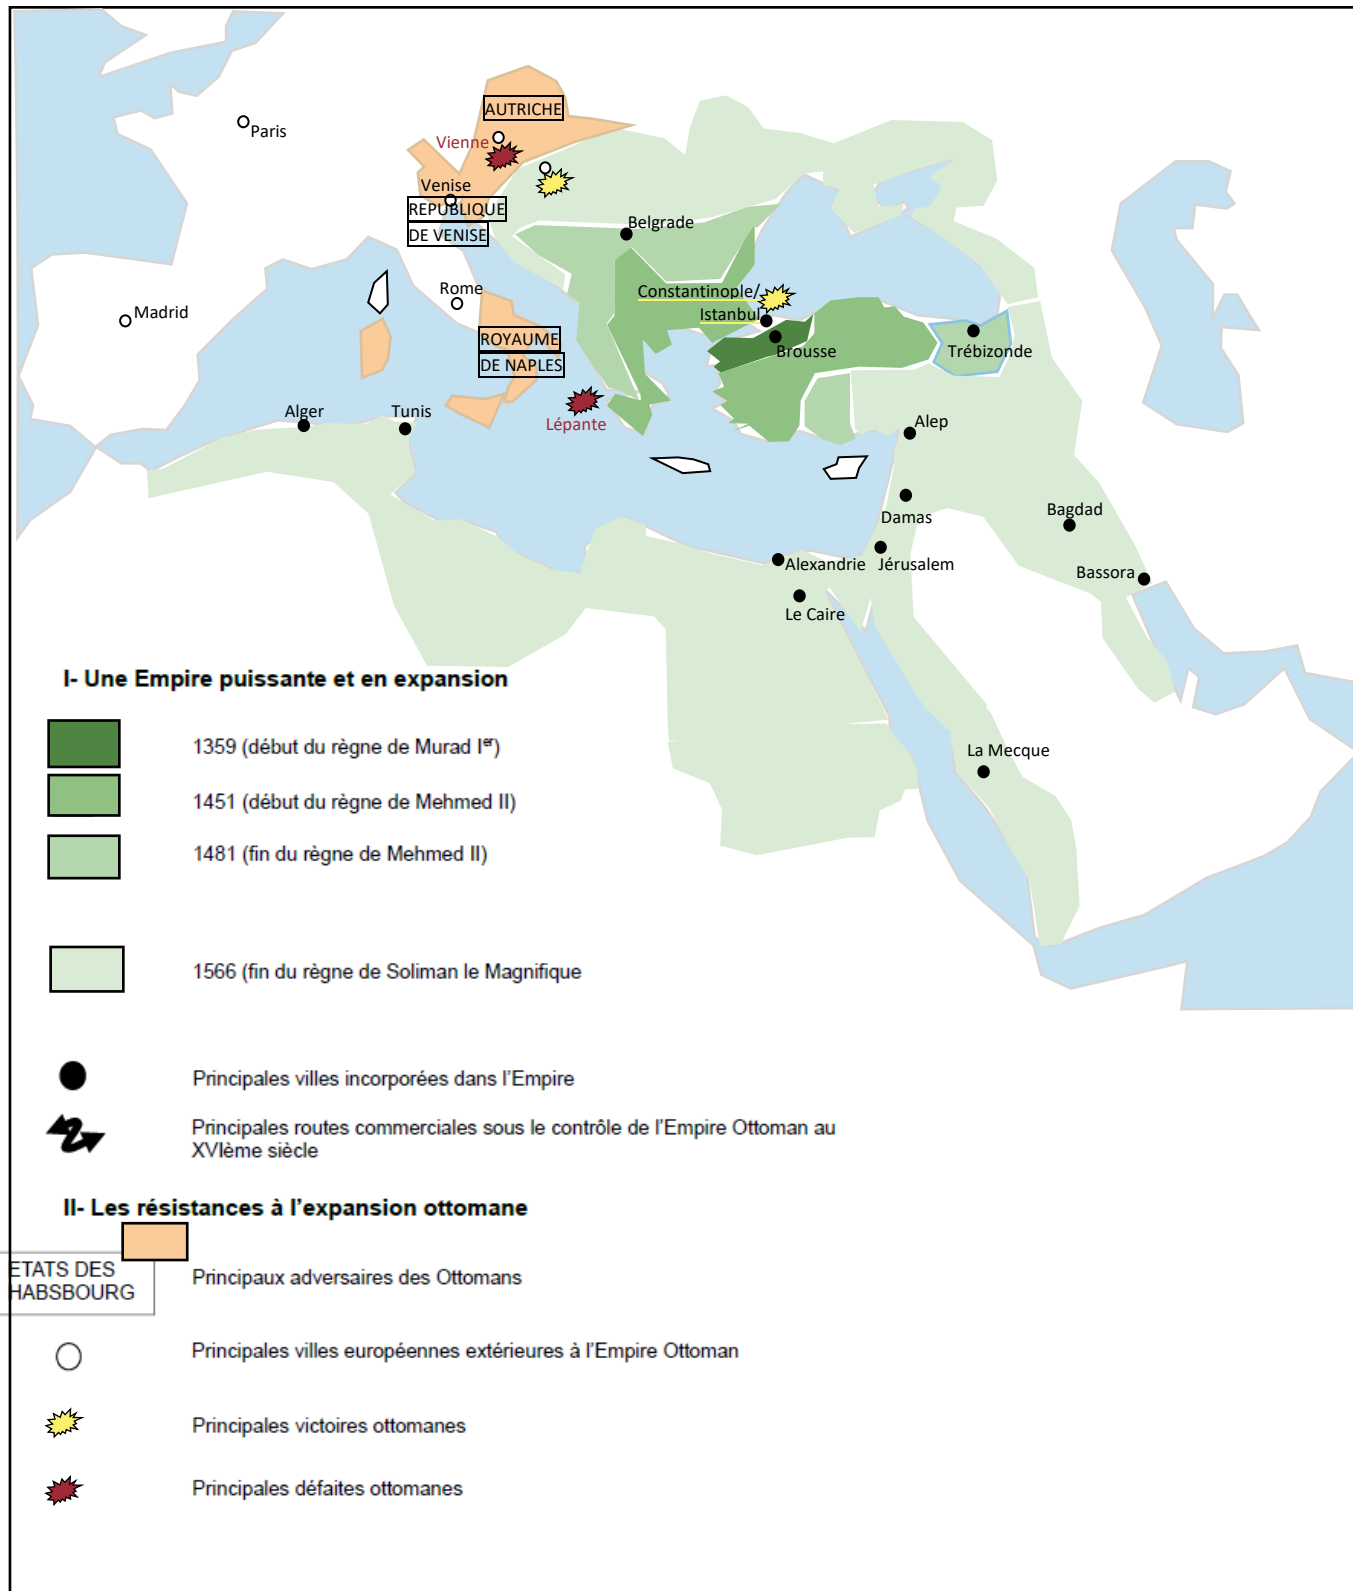 AUTRICHE
Paris
Vienne
Venise
REPUBLIQUE
DE VENISE
Belgrade
Rome
Constantinople/
Istanbul
Madrid
ROYAUME
DE NAPLES
Brousse
Trébizonde
Alger
Tunis
Lépante
Alep
Damas
Bagdad
Alexandrie
Jérusalem
Bassora
Le Caire
La Mecque
I- Une Empire puissante et en expansion
1359 (début du règne de Murad Ier)
1451 (début du règne de Mehmed II)
1481 (fin du règne de Mehmed II)
1566 (fin du règne de Soliman le Magnifique
Principales villes incorporées dans l'Empire
Principales routes commerciales sous le contrôle de l'Empire Ottoman au
XVIème siècle
II- Les résistances à l'expansion ottomane
ETATS DES
HABSBOURG
Principaux adversaires des Ottomans
Principales villes européennes extérieures à l'Empire Ottoman
Principales victoires ottomanes
Principales défaites ottomanes